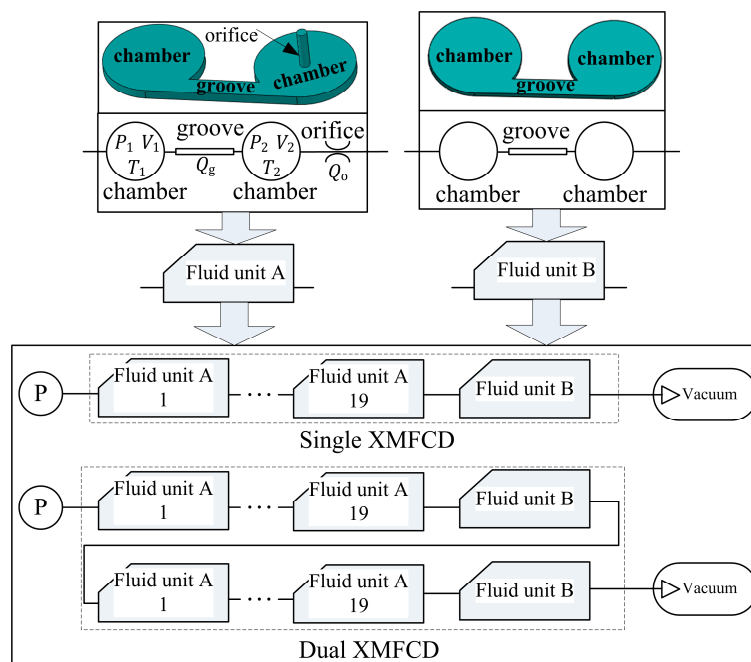 orifice
chamber
groove
chamber
chamber
groove
chamber
groove
orifice
P₁ V₁
T₁
Q_g
P₂ V₂
T₂
Q_o
chamber
chamber
groove
chamber
chamber
Fluid unit A
Fluid unit B
P
Fluid unit A
1
...
Fluid unit A
19
Fluid unit B
Vacuum
Single XMFCD
P
Fluid unit A
1
...
Fluid unit A
19
Fluid unit B
Fluid unit A
1
...
Fluid unit A
19
Fluid unit B
Vacuum
Dual XMFCD